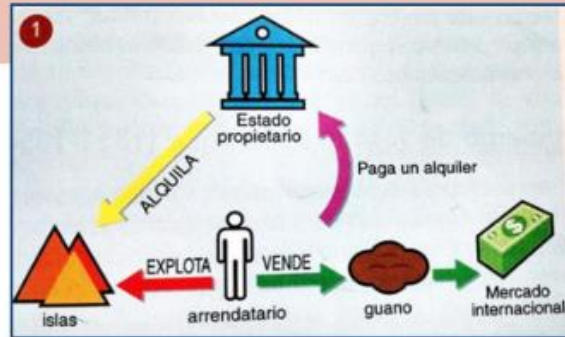 1
Estado
propietario
ALQUILA
Paga un alquiler
EXPLOTA
VENDE
islas
arrendatario
guano
Mercado
internacional
$